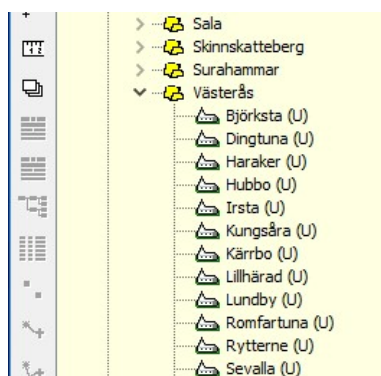 Sala
Skinnskatteberg
Surahammar
Västerås
Björksta (U)
Dingtuna (U)
Haraker (U)
Hubbo (U)
Irsta (U)
Kungsåra (U)
Kärrbo (U)
Lillhärad (U)
Lundby (U)
Romfartuna (U)
Rytterne (U)
Sevalla (U)